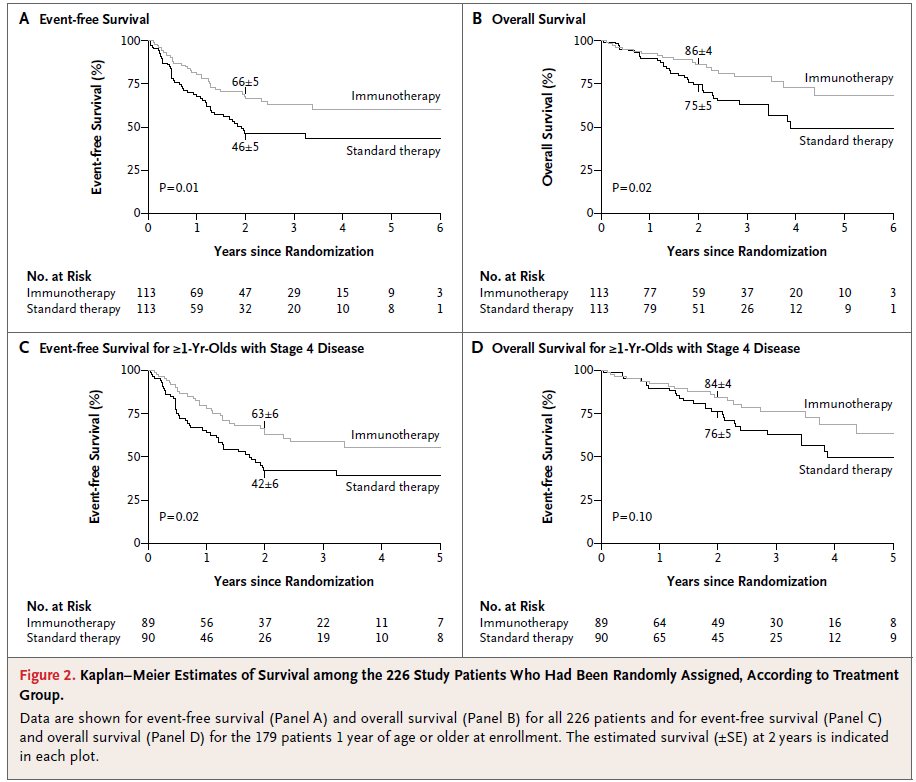 A Event-free Survival
Event-free Survival (%)
100
75
50
25
0
66±5
46±5
Immunotherapy
Standard therapy
P=0.01
0 1 2 3 4 5 6
Years since Randomization
No. at Risk
Immunotherapy 113 69 47 29 15 9 3
Standard therapy 113 59 32 20 10 8 1
B Overall Survival
Overall Survival (%)
100
75
50
25
0
86±4
75±5
Immunotherapy
Standard therapy
P=0.02
0 1 2 3 4 5 6
Years since Randomization
No. at Risk
Immunotherapy 113 77 59 37 20 10 3
Standard therapy 113 79 51 26 12 9 1
C Event-free Survival for ≥1-Yr-Olds with Stage 4 Disease
Event-free Survival (%)
100
75
50
25
0
63±6
42±6
Immunotherapy
Standard therapy
P=0.02
0 1 2 3 4 5
Years since Randomization
No. at Risk
Immunotherapy 89 56 37 22 11 7
Standard therapy 90 46 26 19 10 8
D Overall Survival for ≥1-Yr-Olds with Stage 4 Disease
Event-free Survival (%)
100
75
50
25
0
84±4
76±5
Immunotherapy
Standard therapy
P=0.10
0 1 2 3 4 5
Years since Randomization
No. at Risk
Immunotherapy 89 64 49 30 16 8
Standard therapy 90 65 45 25 12 9
Figure 2. Kaplan–Meier Estimates of Survival among the 226 Study Patients Who Had Been Randomly Assigned, According to Treatment
Group.
Data are shown for event-free survival (Panel A) and overall survival (Panel B) for all 226 patients and for event-free survival (Panel C)
and overall survival (Panel D) for the 179 patients 1 year of age or older at enrollment. The estimated survival (±SE) at 2 years is indicated
in each plot.